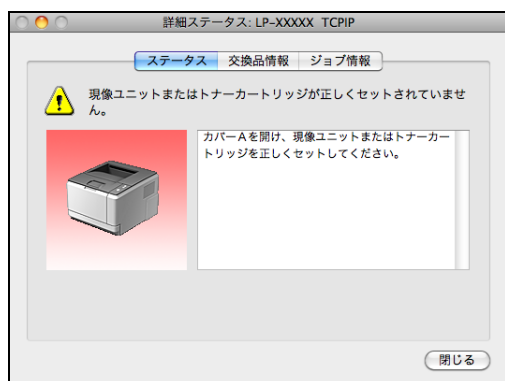 詳細ステータス: LP-XXXXX TCPIP
ステータス 交換品情報 ジョブ情報
現像ユニットまたはトナーカートリッジが正しくセットされていませ
ん。
カバーAを開け、現像ユニットまたはトナーカー
トリッジを正しくセットしてください。
閉じる